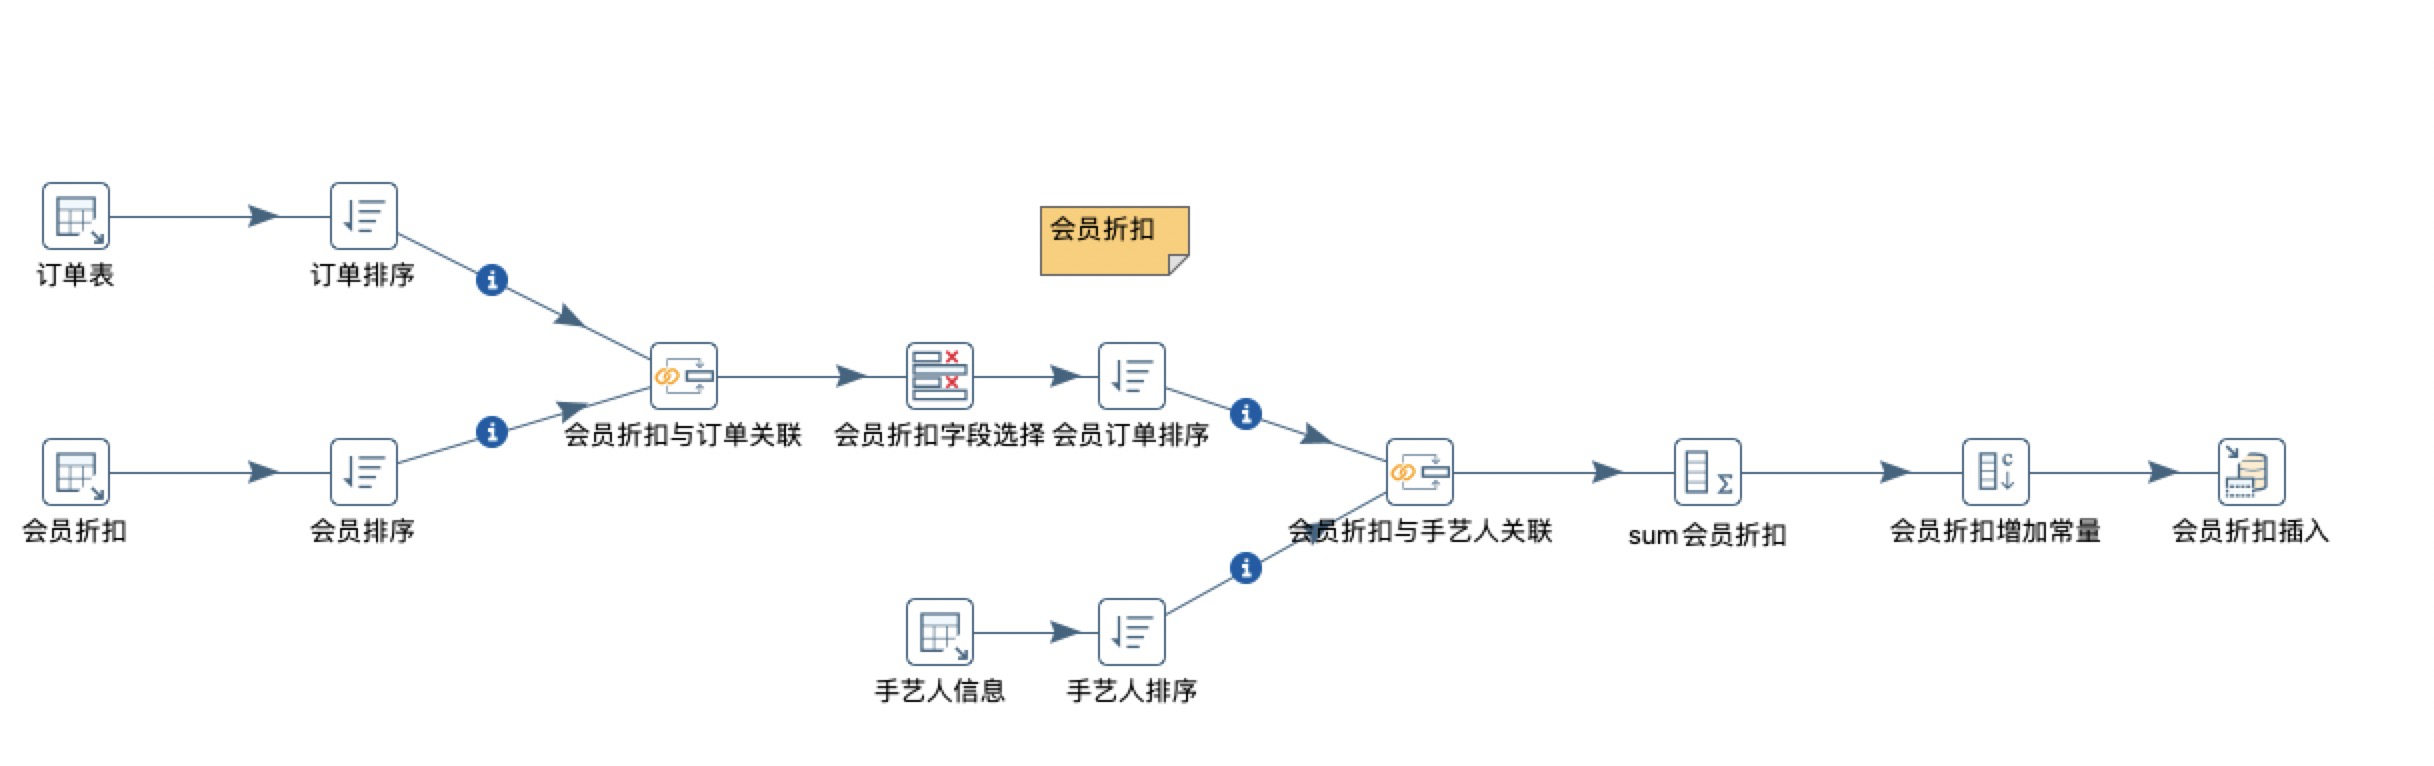 会员折扣
订单表
订单排序
会员折扣与订单关联
会员折扣字段选择
会员订单排序
会员折扣
会员排序
会员折扣与手艺人关联
sum会员折扣
会员折扣增加常量
会员折扣插入
手艺人信息
手艺人排序